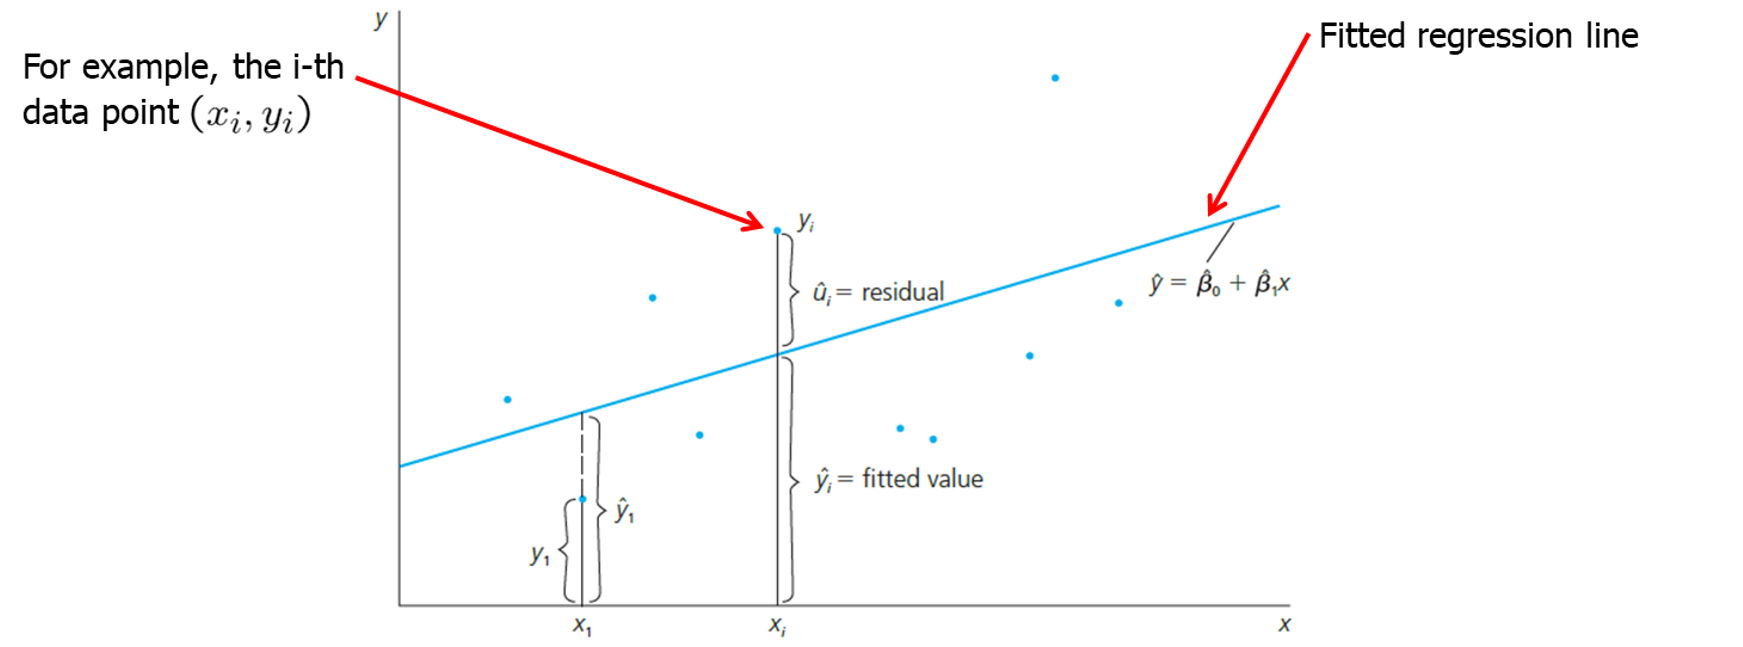 y
Fitted regression line
For example, the i-th
data point (xᵢ, yᵢ)
yᵢ
ûᵢ = residual
ŷ = β̂₀ + β̂₁x
ŷᵢ = fitted value
ŷ₁
y₁
x₁
xᵢ
x